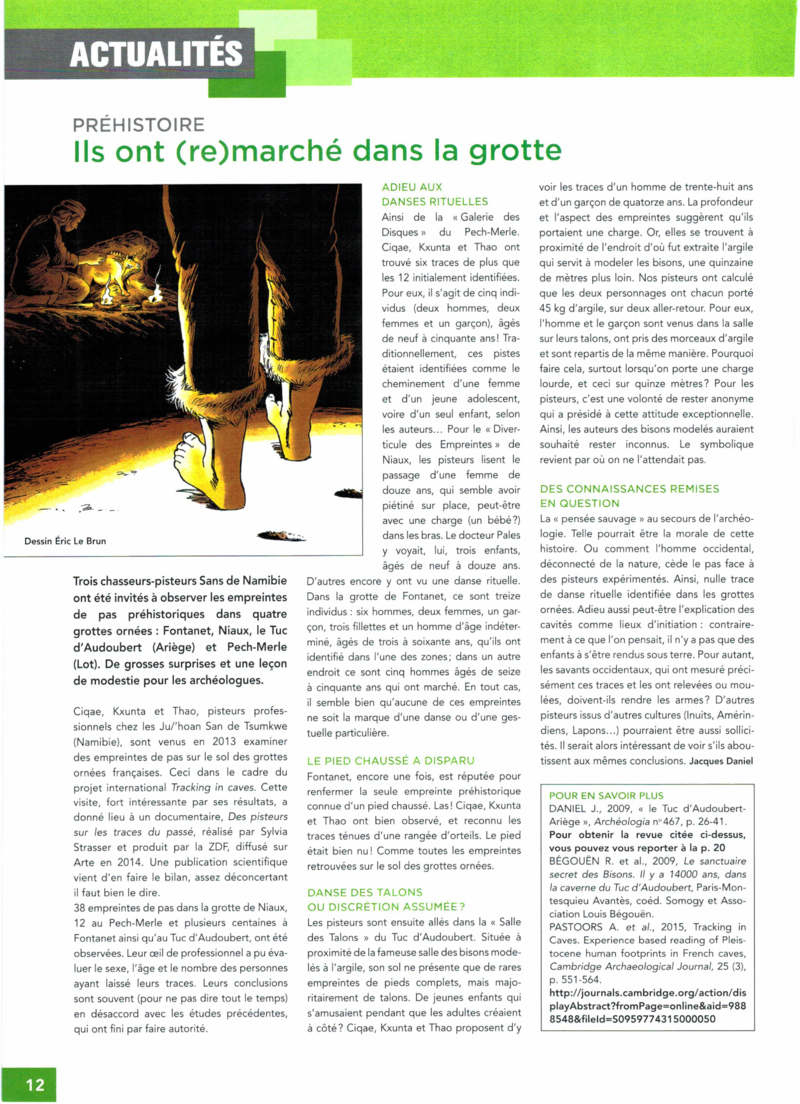 ACTUALITÉS
PRÉHISTOIRE
Ils ont (re)marché dans la grotte
Dessin Éric Le Brun
Trois chasseurs-pisteurs Sans de Namibie
ont été invités à observer les empreintes
de pas préhistoriques dans quatre
grottes ornées : Fontanet, Niaux, le Tuc
d'Audoubert (Ariège) et Pech-Merle
(Lot). De grosses surprises et une leçon
de modestie pour les archéologues.
Ciqae, Kxunta et Thao, pisteurs profes-
sionnels chez les Ju/'hoan San de Tsumkwe
(Namibie), sont venus en 2013 examiner
des empreintes de pas sur le sol des grottes
ornées françaises. Ceci dans le cadre du
projet international Tracking in caves. Cette
visite, fort intéressante par ses résultats, a
donné lieu à un documentaire, Des pisteurs
sur les traces du passé, réalisé par Sylvia
Strasser et produit par la ZDF, diffusé sur
Arte en 2014. Une publication scientifique
vient d'en faire le bilan, assez déconcertant
il faut bien le dire.
38 empreintes de pas dans la grotte de Niaux,
12 au Pech-Merle et plusieurs centaines à
Fontanet ainsi qu'au Tuc d'Audoubert, ont été
observées. Leur œil de professionnel a pu éva-
luer le sexe, l'âge et le nombre des personnes
ayant laissé leurs traces. Leurs conclusions
sont souvent (pour ne pas dire tout le temps)
en désaccord avec les études précédentes,
qui ont fini par faire autorité.
ADIEU AUX
DANSES RITUELLES
Ainsi de la « Galerie des
Disques » du Pech-Merle.
Ciqae, Kxunta et Thao ont
trouvé six traces de plus que
les 12 initialement identifiées.
Pour eux, il s'agit de cinq indi-
vidus (deux hommes, deux
femmes et un garçon), âgés
de neuf à cinquante ans ! Tra-
ditionnellement, ces pistes
étaient identifiées comme le
cheminement d'une femme
et d'un jeune adolescent,
voire d'un seul enfant, selon
les auteurs... Pour le « Diver-
ticule des Empreintes » de
Niaux, les pisteurs lisent le
passage d'une femme de
douze ans, qui semble avoir
piétiné sur place, peut-être
avec une charge (un bébé ?)
dans les bras. Le docteur Pales
y voyait, lui, trois enfants,
âgés de neuf à douze ans.
D'autres encore y ont vu une danse rituelle.
Dans la grotte de Fontanet, ce sont treize
individus : six hommes, deux femmes, un gar-
çon, trois fillettes et un homme d'âge indéter-
miné, âgés de trois à soixante ans, qu'ils ont
identifié dans l'une des zones ; dans un autre
endroit ce sont cinq hommes âgés de seize
à cinquante ans qui ont marché. En tout cas,
il semble bien qu'aucune de ces empreintes
ne soit la marque d'une danse ou d'une ges-
tuelle particulière.
LE PIED CHAUSSÉ A DISPARU
Fontanet, encore une fois, est réputée pour
renfermer la seule empreinte préhistorique
connue d'un pied chaussé. Las ! Ciqae, Kxunta
et Thao ont bien observé, et reconnu les
traces ténues d'une rangée d'orteils. Le pied
était bien nu ! Comme toutes les empreintes
retrouvées sur le sol des grottes ornées.
DANSE DES TALONS
OU DISCRÉTION ASSUMÉE ?
Les pisteurs sont ensuite allés dans la « Salle
des Talons » du Tuc d'Audoubert. Située à
proximité de la fameuse salle des bisons mode-
lés à l'argile, son sol ne présente que de rares
empreintes de pieds complets, mais majo-
ritairement de talons. De jeunes enfants qui
s'amusaient pendant que les adultes créaient
à côté ? Ciqae, Kxunta et Thao proposent d'y
voir les traces d'un homme de trente-huit ans
et d'un garçon de quatorze ans. La profondeur
et l'aspect des empreintes suggèrent qu'ils
portaient une charge. Or, elles se trouvent à
proximité de l'endroit d'où fut extraite l'argile
qui servit à modeler les bisons, une quinzaine
de mètres plus loin. Nos pisteurs ont calculé
que les deux personnages ont chacun porté
45 kg d'argile, sur deux aller-retour. Pour eux,
l'homme et le garçon sont venus dans la salle
sur leurs talons, ont pris des morceaux d'argile
et sont repartis de la même manière. Pourquoi
faire cela, surtout lorsqu'on porte une charge
lourde, et ceci sur quinze mètres ? Pour les
pisteurs, c'est une volonté de rester anonyme
qui a présidé à cette attitude exceptionnelle.
Ainsi, les auteurs des bisons modelés auraient
souhaité rester inconnus. Le symbolique
revient par où on ne l'attendait pas.
DES CONNAISSANCES REMISES
EN QUESTION
La « pensée sauvage » au secours de l'archéo-
logie. Telle pourrait être la morale de cette
histoire. Ou comment l'homme occidental,
déconnecté de la nature, cède le pas face à
des pisteurs expérimentés. Ainsi, nulle trace
de danse rituelle identifiée dans les grottes
ornées. Adieu aussi peut-être l'explication des
cavités comme lieux d'initiation : contraire-
ment à ce que l'on pensait, il n'y a pas que des
enfants à s'être rendus sous terre. Pour autant,
les savants occidentaux, qui ont mesuré préci-
sément ces traces et les ont relevées ou mou-
lées, doivent-ils rendre les armes ? D'autres
pisteurs issus d'autres cultures (Inuits, Amérin-
diens, Lapons...) pourraient être aussi sollici-
tés. Il serait alors intéressant de voir s'ils abou-
tissent aux mêmes conclusions. Jacques Daniel
POUR EN SAVOIR PLUS
DANIEL J., 2009, « le Tuc d'Audoubert-
Ariège », Archéologia n°467, p. 26-41.
Pour obtenir la revue citée ci-dessus,
vous pouvez vous reporter à la p. 20
BÉGOUËN R. et al., 2009, Le sanctuaire
secret des Bisons. Il y a 14000 ans, dans
la caverne du Tuc d'Audoubert, Paris-Mon-
tesquieu Avantès, coéd. Somogy et Asso-
ciation Louis Bégouën.
PASTOORS A. et al., 2015, Tracking in
Caves. Experience based reading of Pleis-
tocene human footprints in French caves,
Cambridge Archaeological Journal, 25 (3),
p. 551-564.
http://journals.cambridge.org/action/dis
playAbstract?fromPage=online&aid=988
8548&fileId=S0959774315000050
12